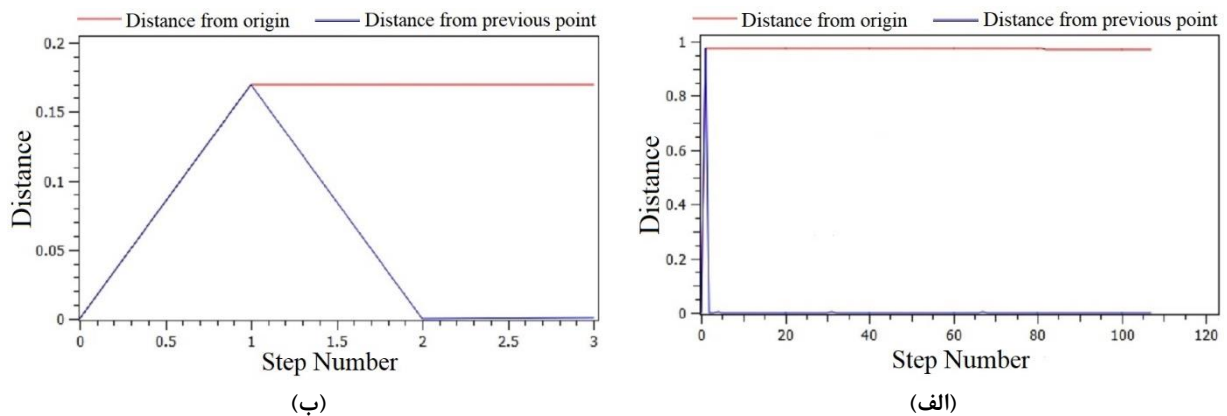 Distance from origin Distance from previous point
0.2
0.15
0.1
0.05
0
Distance
0 0.5 1 1.5 2 2.5 3
Step Number
(ب)
Distance from origin Distance from previous point
1
0.8
0.6
0.4
0.2
0
Distance
0 20 40 60 80 100 120
Step Number
(الف)